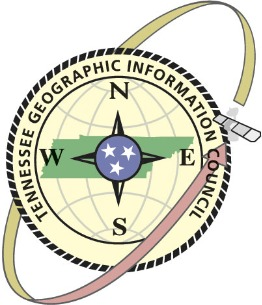 TENNESSEE GEOGRAPHIC INFORMATION COUNCIL
N
W E
S